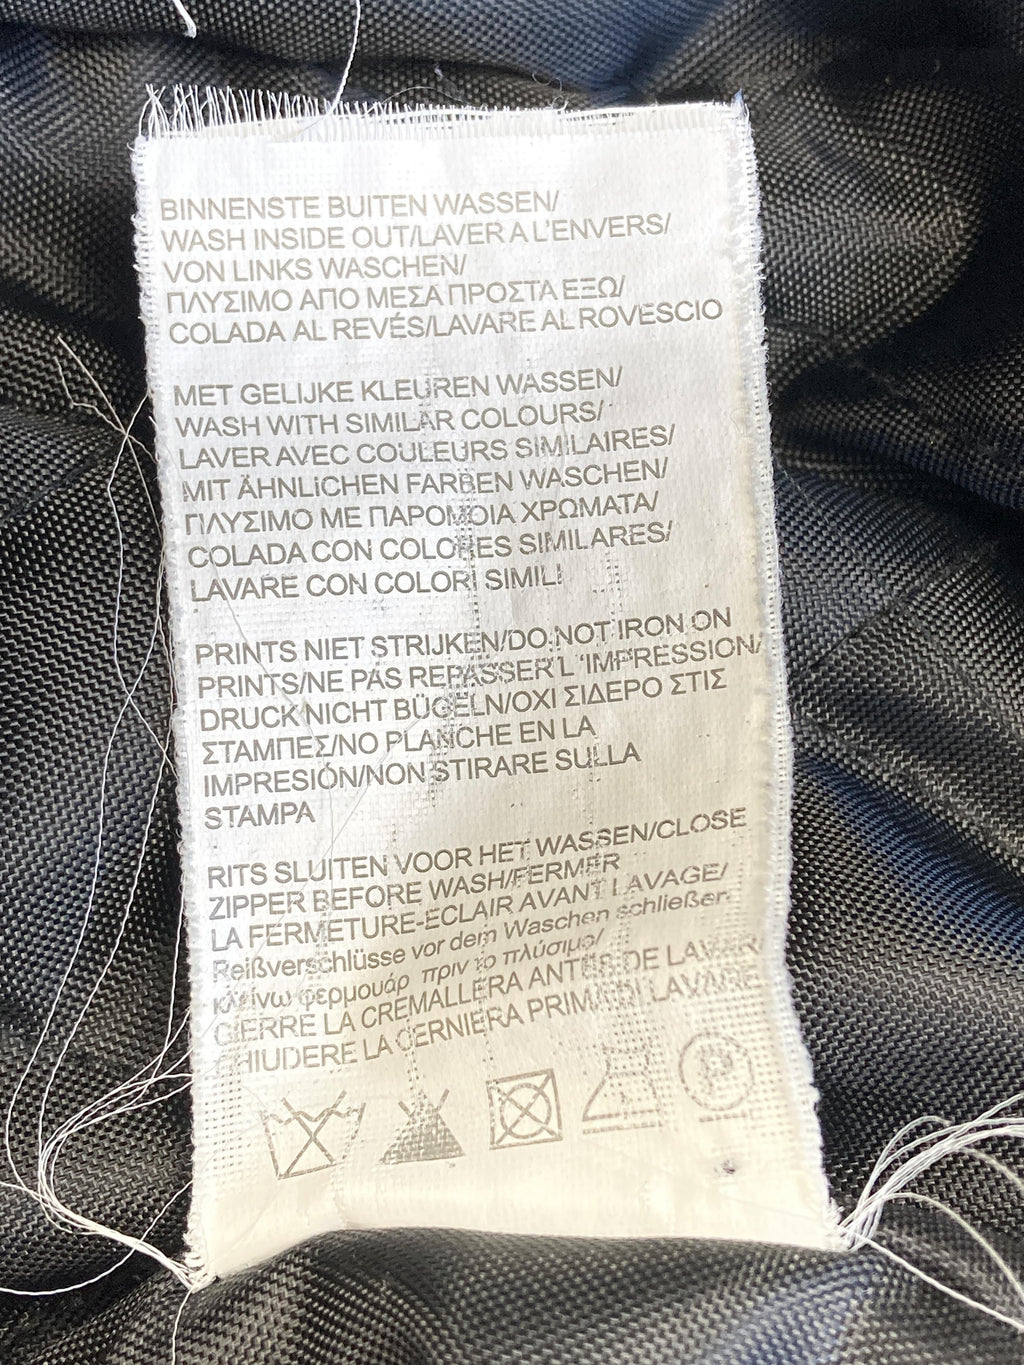 BINNENSTE BUITEN WASSEN/
WASH INSIDE OUT/LAVER A L'ENVERS/
VON LINKS WASCHEN/
ΠΛΥΣΙΜΟ ΑΠΟ ΜΕΣΑ ΠΡΟΣΤΑ ΕΞΩ/
COLADA AL REVÉS/LAVARE AL ROVESCIO
MET GELIJKE KLEUREN WASSEN/
WASH WITH SIMILAR COLOURS/
LAVER AVEC COULEURS SIMILAIRES/
MIT ÄHNLICHEN FARBEN WASCHEN/
ΠΛΥΣΙΜΟ ΜΕ ΠΑΡΟΜΟΙΑ ΧΡΩΜΑΤΑ/
COLADA CON COLORES SIMILARES/
LAVARE CON COLORI SIMILI
PRINTS NIET STRIJKEN/DO NOT IRON ON
PRINTS/NE PAS REPASSER L'IMPRESSION/
DRUCK NICHT BÜGELN/ΟΧΙ ΣΙΔΕΡΟ ΣΤΙΣ
ΣΤΑΜΠΕΣ/NO PLANCHE EN LA
IMPRESIÓN/NON STIRARE SULLA
STAMPA
RITS SLUITEN VOOR HET WASSEN/CLOSE
ZIPPER BEFORE WASH/FERMER
LA FERMETURE-ECLAIR AVANT LAVAGE/
Reißverschlüsse vor dem Waschen schließen
κλείνω φερμουάρ πριν το πλύσιμο/
CIERRE LA CREMALLERA ANTES DE LAVAR/
CHIUDERE LA CERNIERA PRIMA DI LAVARE